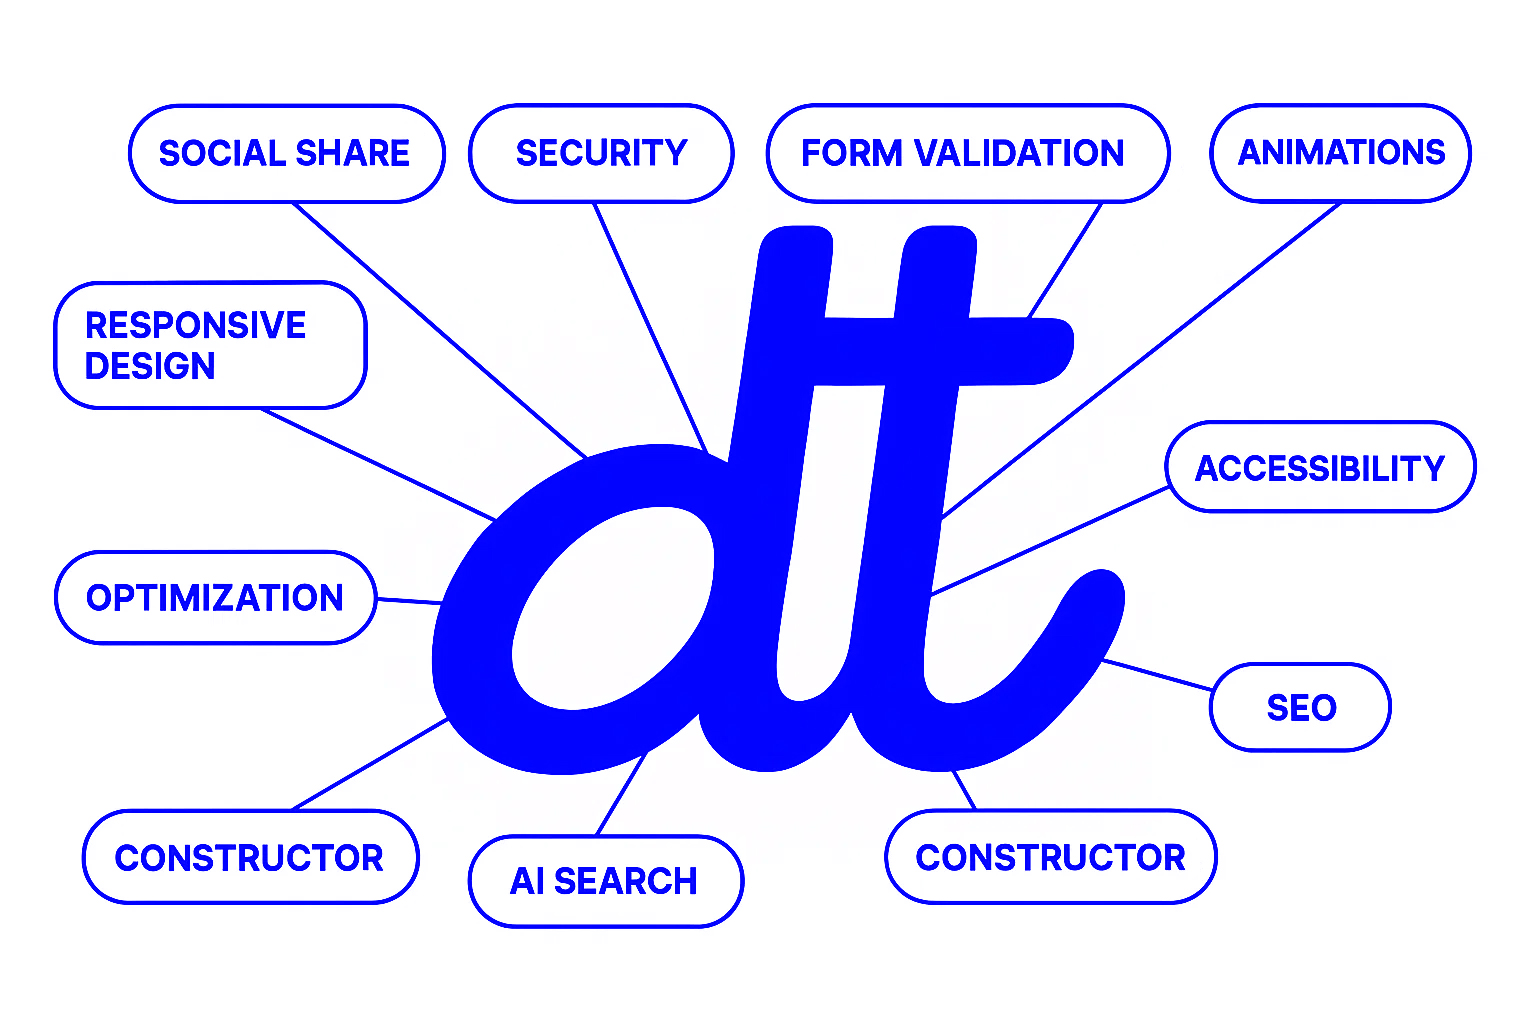 SOCIAL SHARE
SECURITY
FORM VALIDATION
ANIMATIONS
RESPONSIVE
DESIGN
dt
ACCESSIBILITY
OPTIMIZATION
SEO
CONSTRUCTOR
AI SEARCH
CONSTRUCTOR